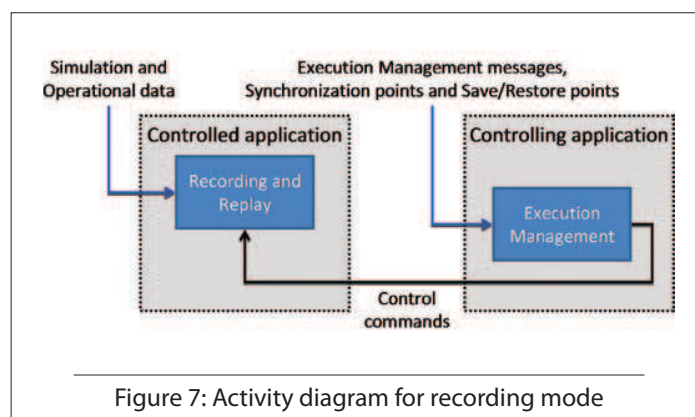 Simulation and
Operational data
Execution Management messages,
Synchronization points and Save/Restore points
Controlled application
Controlling application
Recording and
Replay
Execution
Management
Control
commands
Figure 7: Activity diagram for recording mode